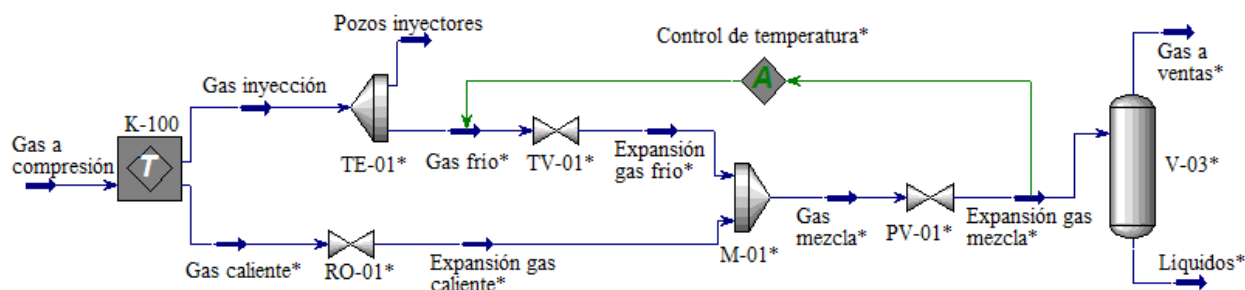 Pozos inyectores
Control de temperatura*
Gas a
ventas*
Gas inyección
A
K-100
Gas a
compresión
T
TE-01*
Gas frio*
TV-01*
Expansión
gas frio*
V-03*
Gas
mezcla*
PV-01*
Expansión gas
mezcla*
Gas caliente*
RO-01*
Expansión gas
caliente*
M-01*
Liquidos*